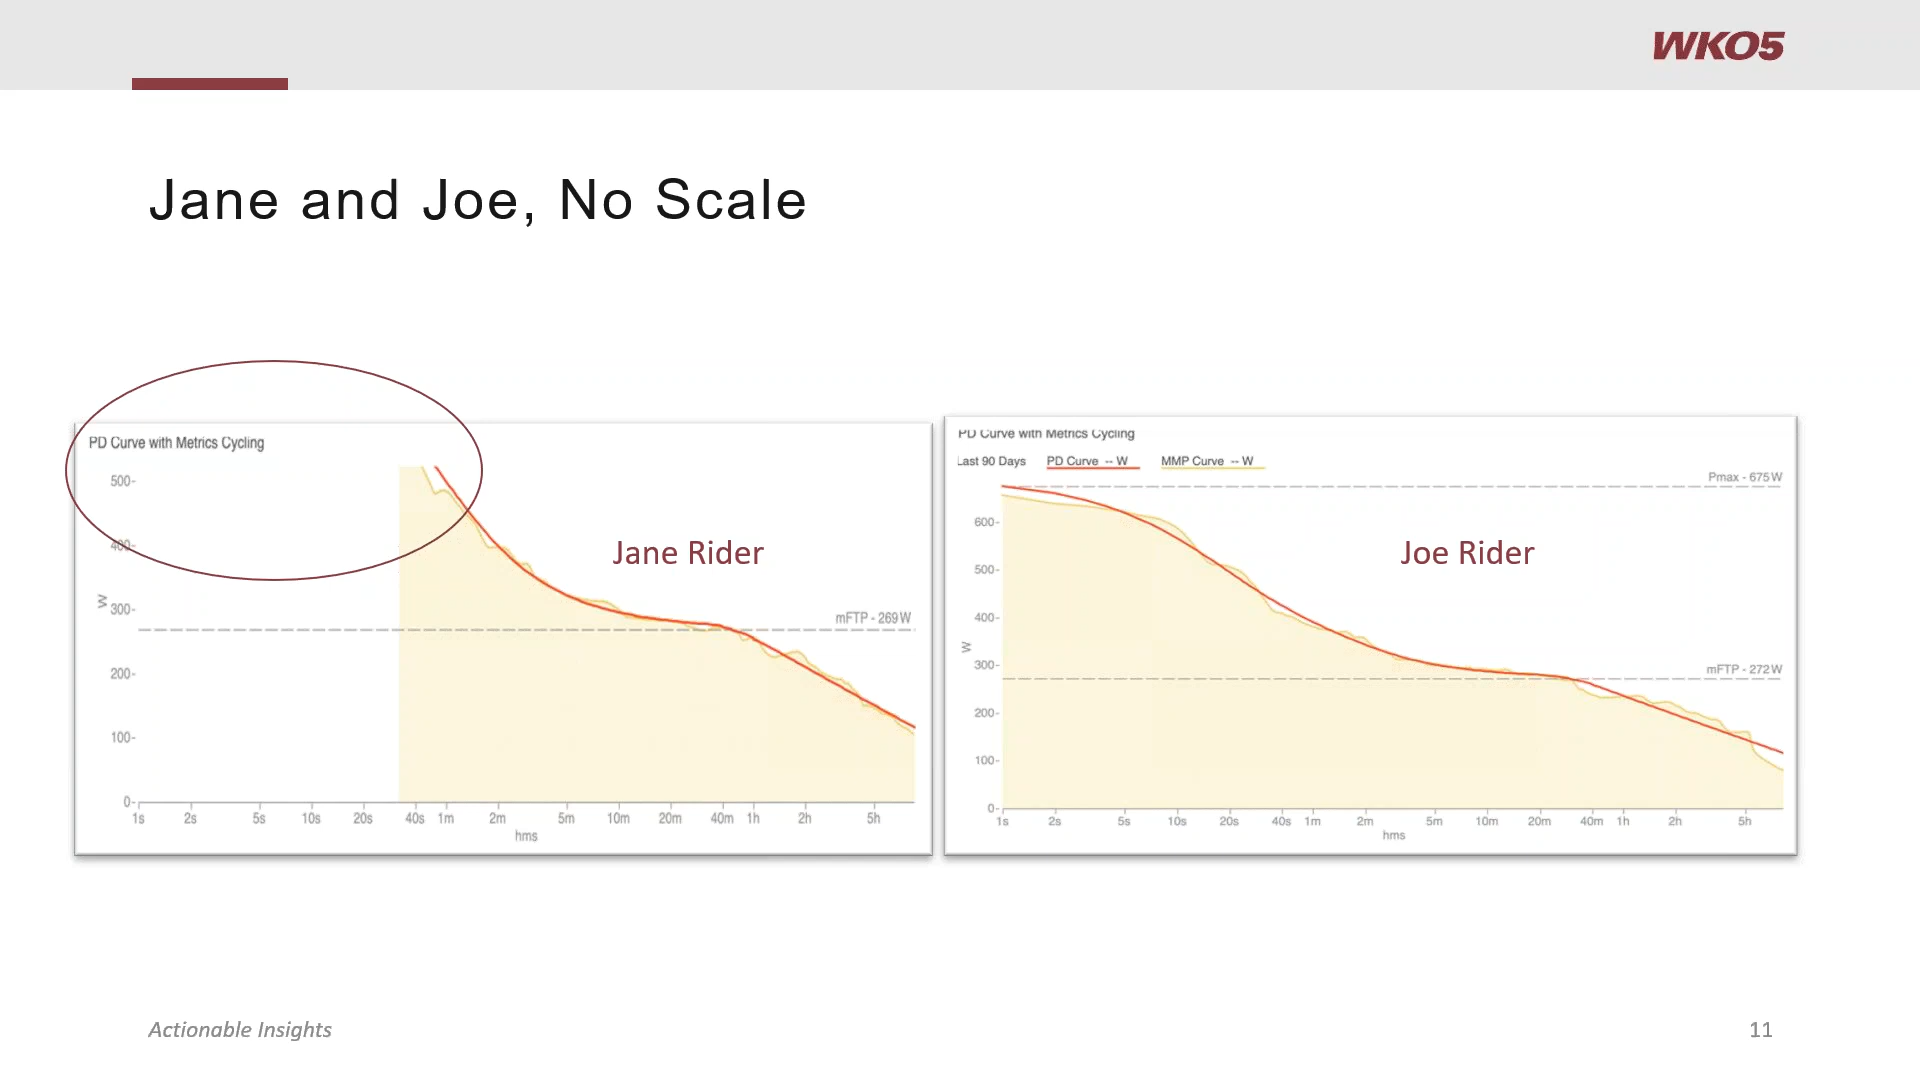 WKO5
Jane and Joe, No Scale
PD Curve with Metrics Cycling
500-
400-
300-
200-
100-
0-
W
mFTP - 269 W
Jane Rider
1s 2s 5s 10s 20s 40s 1m 2m 5m 10m 20m 40m 1h 2h 5h
hms
PD Curve with Metrics Cycling
Last 90 Days PD Curve -- W MMP Curve -- W
Pmax - 675 W
600-
500-
400-
300-
200-
100-
0-
W
Joe Rider
mFTP - 272 W
1s 2s 5s 10s 20s 40s 1m 2m 5m 10m 20m 40m 1h 2h 5h
hms
Actionable Insights
11